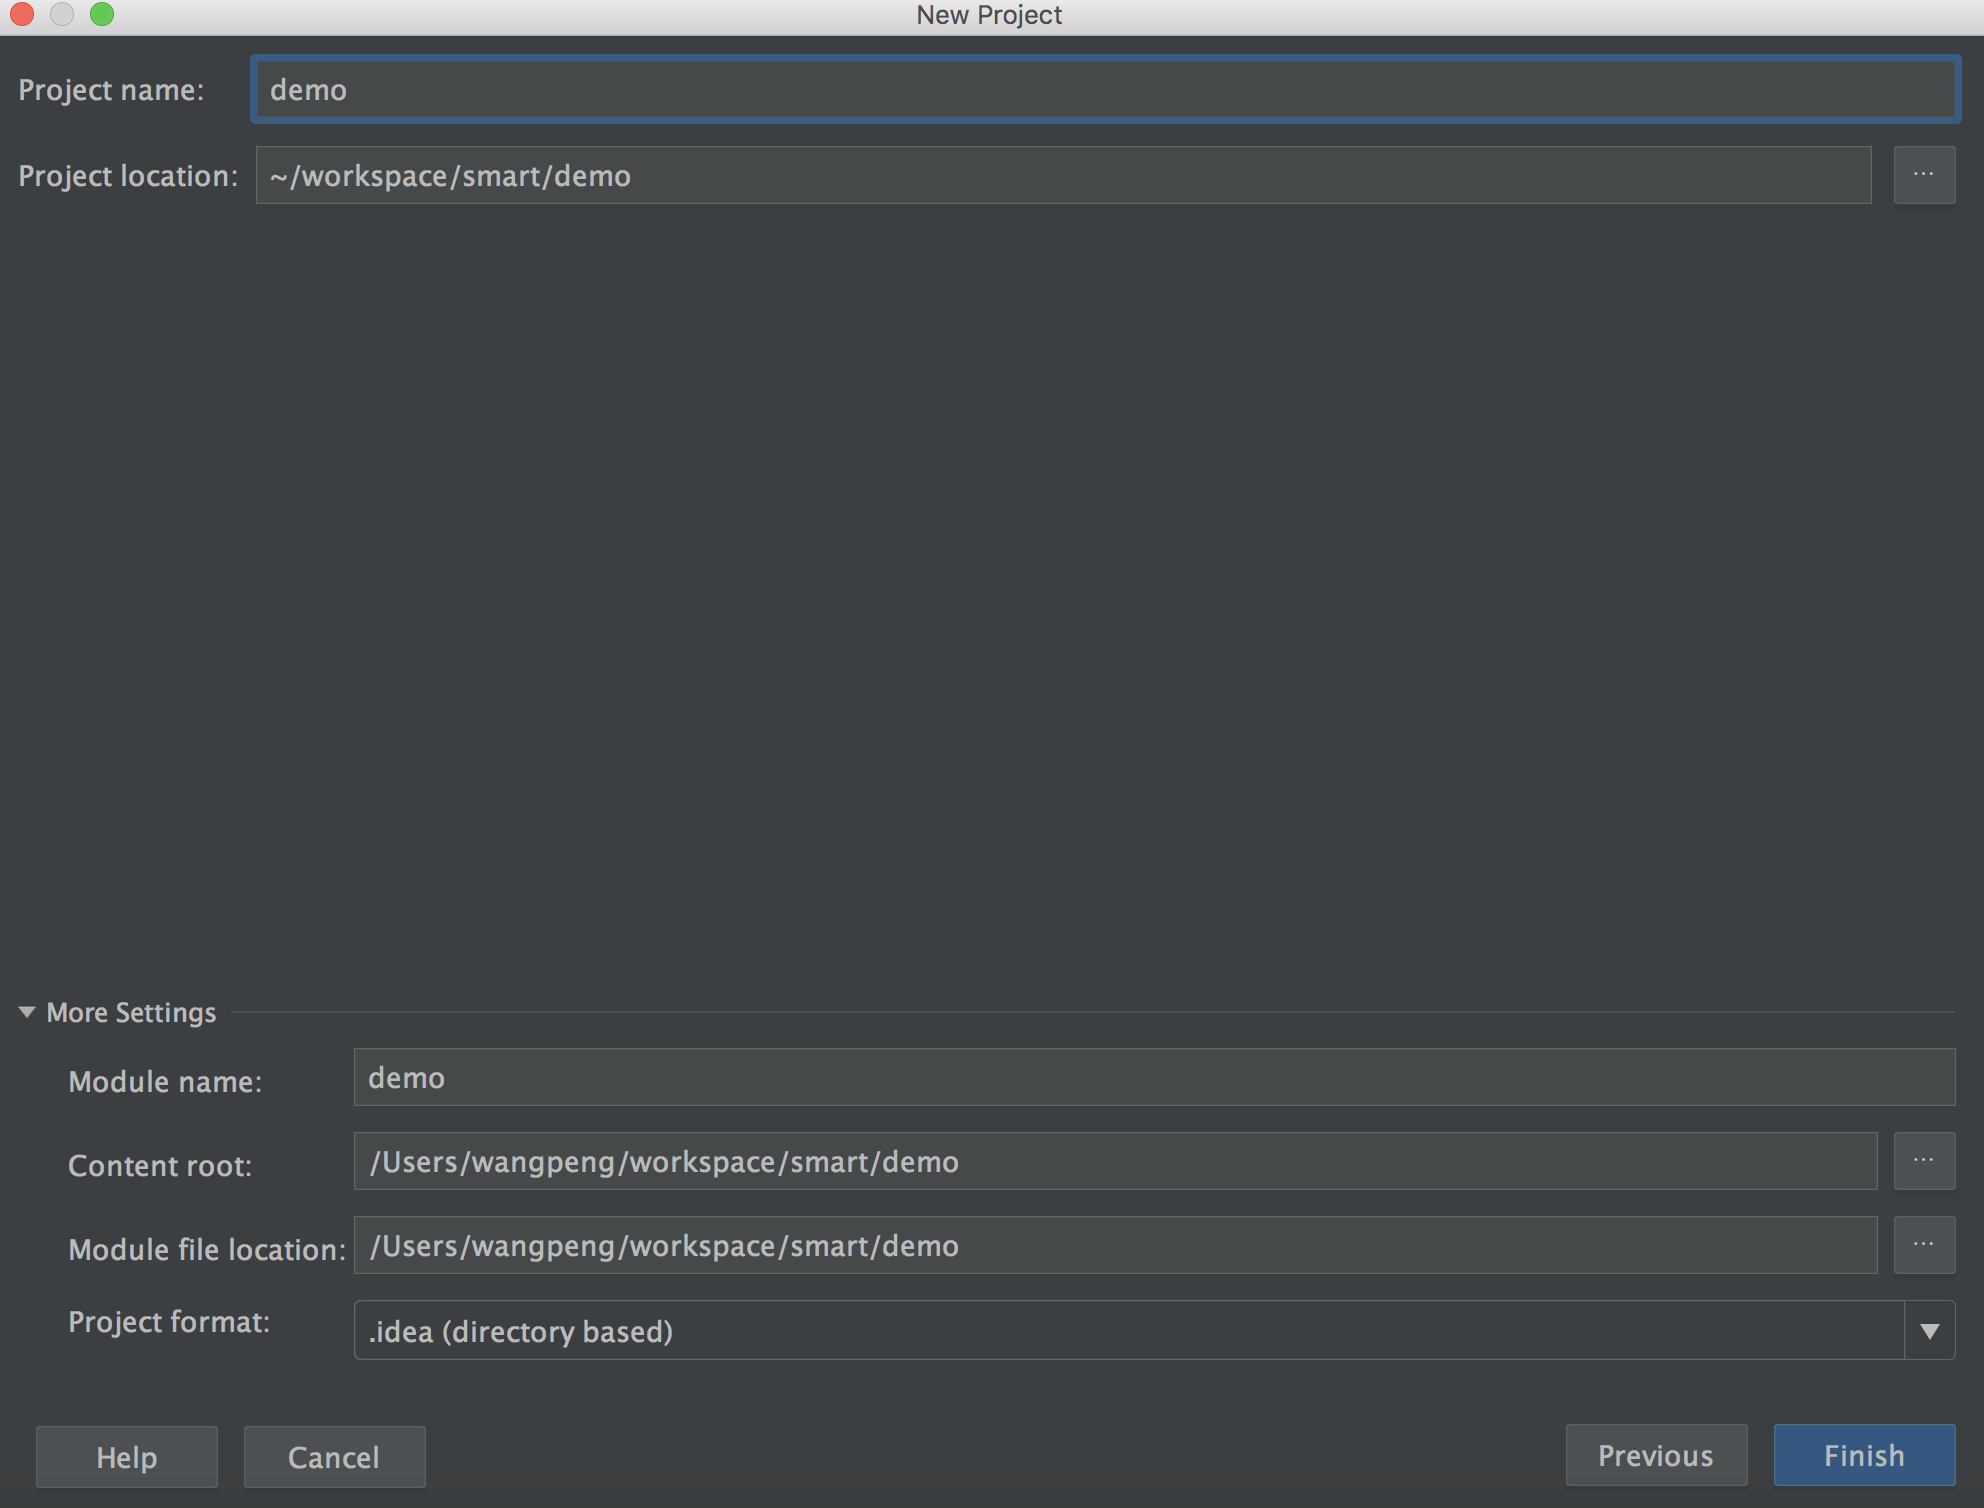 New Project
Project name: demo
Project location: ~/workspace/smart/demo ...
More Settings
Module name: demo
Content root: /Users/wangpeng/workspace/smart/demo ...
Module file location: /Users/wangpeng/workspace/smart/demo ...
Project format: .idea (directory based)
Help Cancel Previous Finish